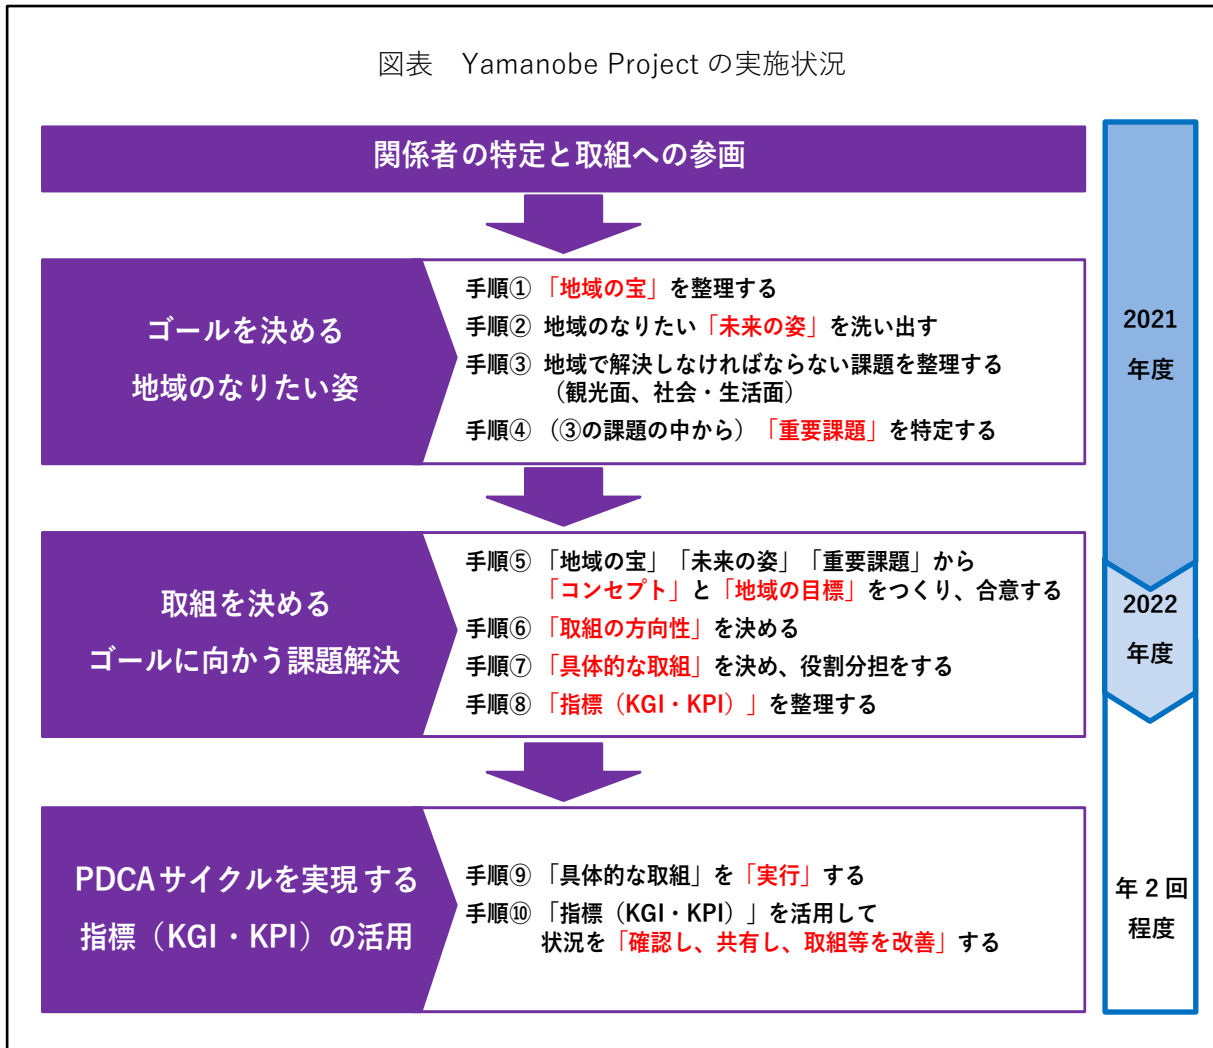 図表　Yamanobe Project の実施状況
関係者の特定と取組への参画
ゴールを決める
地域のなりたい姿
手順① 「地域の宝」を整理する
手順② 地域のなりたい「未来の姿」を洗い出す
手順③ 地域で解決しなければならない課題を整理する
（観光面、社会・生活面）
手順④ （③の課題の中から）「重要課題」を特定する
2021
年度
取組を決める
ゴールに向かう課題解決
手順⑤ 「地域の宝」「未来の姿」「重要課題」から
「コンセプト」と「地域の目標」をつくり、合意する
手順⑥ 「取組の方向性」を決める
手順⑦ 「具体的な取組」を決め、役割分担をする
手順⑧ 「指標（KGI・KPI）」を整理する
2022
年度
PDCAサイクルを実現する
指標（KGI・KPI）の活用
手順⑨ 「具体的な取組」を「実行」する
手順⑩ 「指標（KGI・KPI）」を活用して
状況を「確認し、共有し、取組等を改善」する
年２回
程度